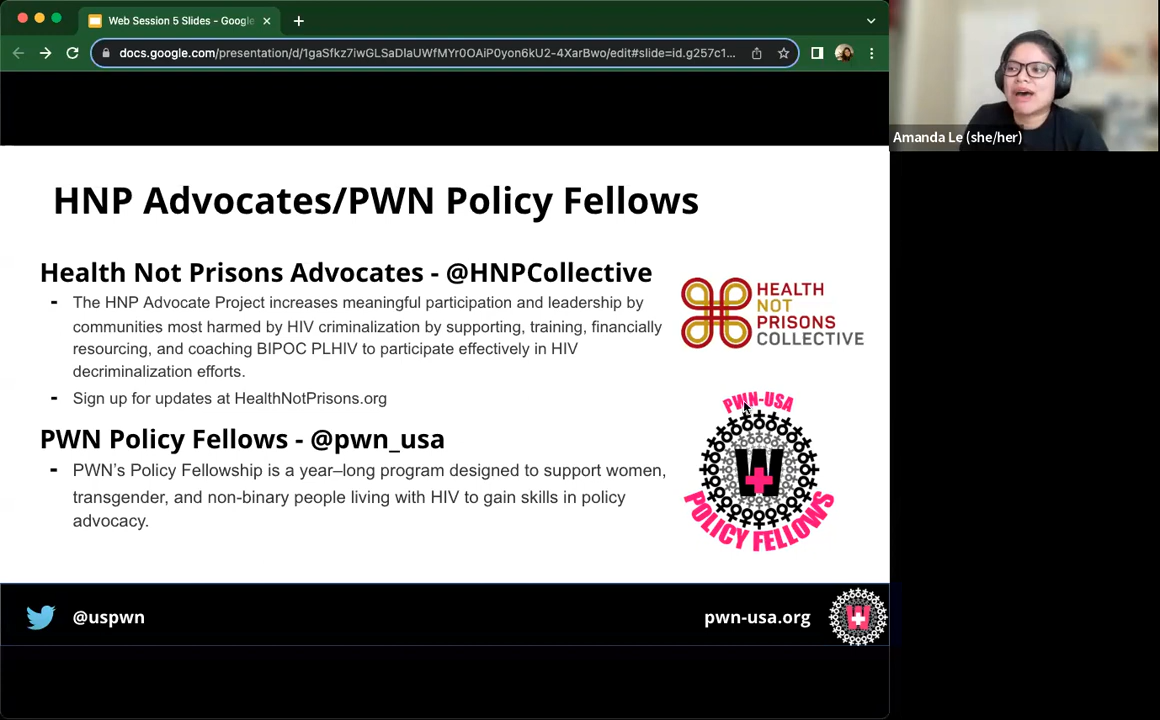 Web Session 5 Slides - Google
docs.google.com/presentation/d/1gaSfkz7iwGLSaDlaUWfMYr0OAiP0yon6kU2-4XarBwo/edit#slide=id.g257c1...
Amanda Le (she/her)
HNP Advocates/PWN Policy Fellows
Health Not Prisons Advocates - @HNPCollective
- The HNP Advocate Project increases meaningful participation and leadership by
communities most harmed by HIV criminalization by supporting, training, financially
resourcing, and coaching BIPOC PLHIV to participate effectively in HIV
decriminalization efforts.
- Sign up for updates at HealthNotPrisons.org
HEALTH
NOT
PRISONS
COLLECTIVE
PWN Policy Fellows - @pwn_usa
- PWN’s Policy Fellowship is a year–long program designed to support women,
transgender, and non-binary people living with HIV to gain skills in policy
advocacy.
PWN-USA
W
POLICY FELLOWS
@uspwn
pwn-usa.org
W